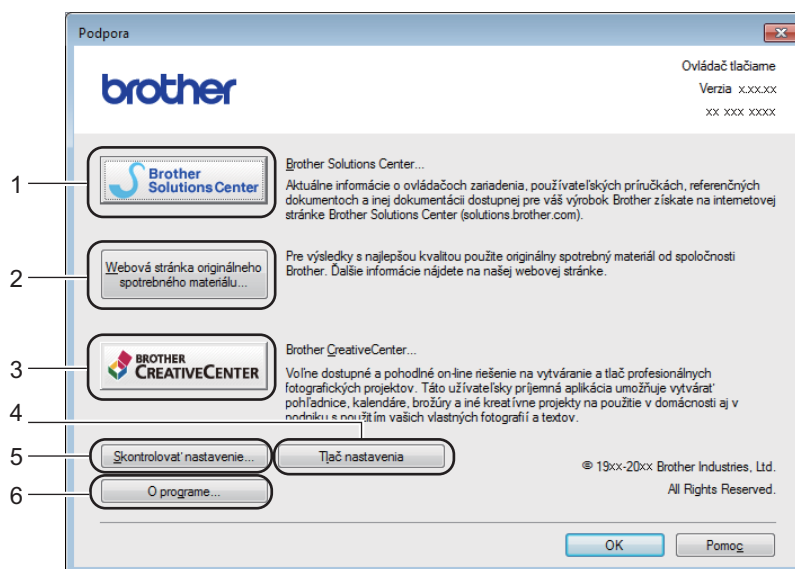 Podpora
brother
Ovládač tlačiarne
Verzia x.xx.xx
xx xxx xxxx
1
Brother
Solutions Center
Brother Solutions Center...
Aktuálne informácie o ovládačoch zariadenia, používateľských príručkách, referenčných
dokumentoch a inej dokumentácii dostupnej pre váš výrobok Brother získate na internetovej
stránke Brother Solutions Center (solutions.brother.com).
2
Webová stránka originálneho
spotrebného materiálu...
Pre výsledky s najlepšou kvalitou použite originálny spotrebný materiál od spoločnosti
Brother. Ďalšie informácie nájdete na našej webovej stránke.
3
BROTHER
CREATIVECENTER
Brother CreativeCenter...
Voľne dostupné a pohodlné on-line riešenie na vytváranie a tlač profesionálnych
fotografických projektov. Táto užívateľsky príjemná aplikácia umožňuje vytvárať
pohľadnice, kalendáre, brožúry a iné kreatívne projekty na použitie v domácnosti aj v
podniku s použitím vašich vlastných fotografií a textov.
4
5
Skontrolovať nastavenie...
Tlač nastavenia
6
O programe...
© 19xx-20xx Brother Industries, Ltd.
All Rights Reserved.
OK
Pomoc